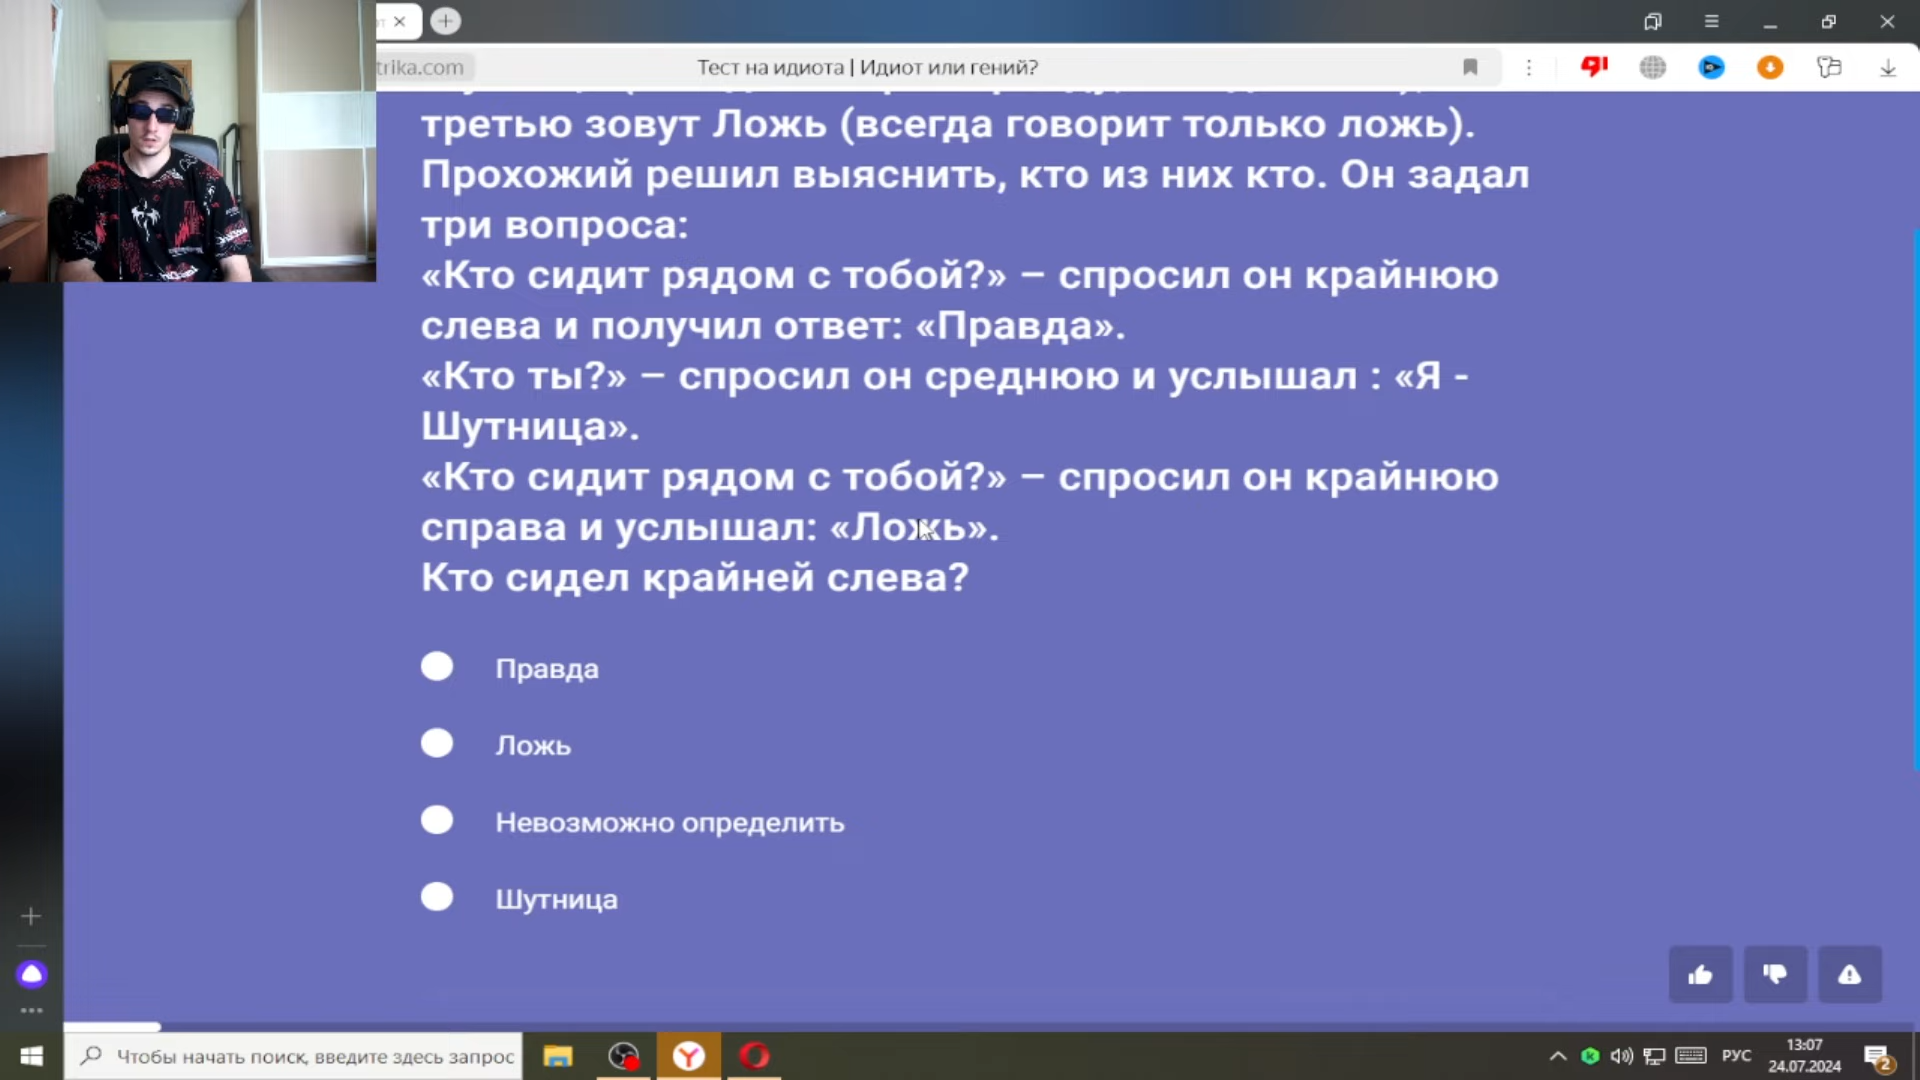 trika.com
Тест на идиота | Идиот или гений?
третью зовут Ложь (всегда говорит только ложь).
Прохожий решил выяснить, кто из них кто. Он задал
три вопроса:
«Кто сидит рядом с тобой?» – спросил он крайнюю
слева и получил ответ: «Правда».
«Кто ты?» – спросил он среднюю и услышал : «Я -
Шутница».
«Кто сидит рядом с тобой?» – спросил он крайнюю
справа и услышал: «Ложь».
Кто сидел крайней слева?
Правда
Ложь
Невозможно определить
Шутница
Чтобы начать поиск, введите здесь запрос
РУС
13:07
24.07.2024
2